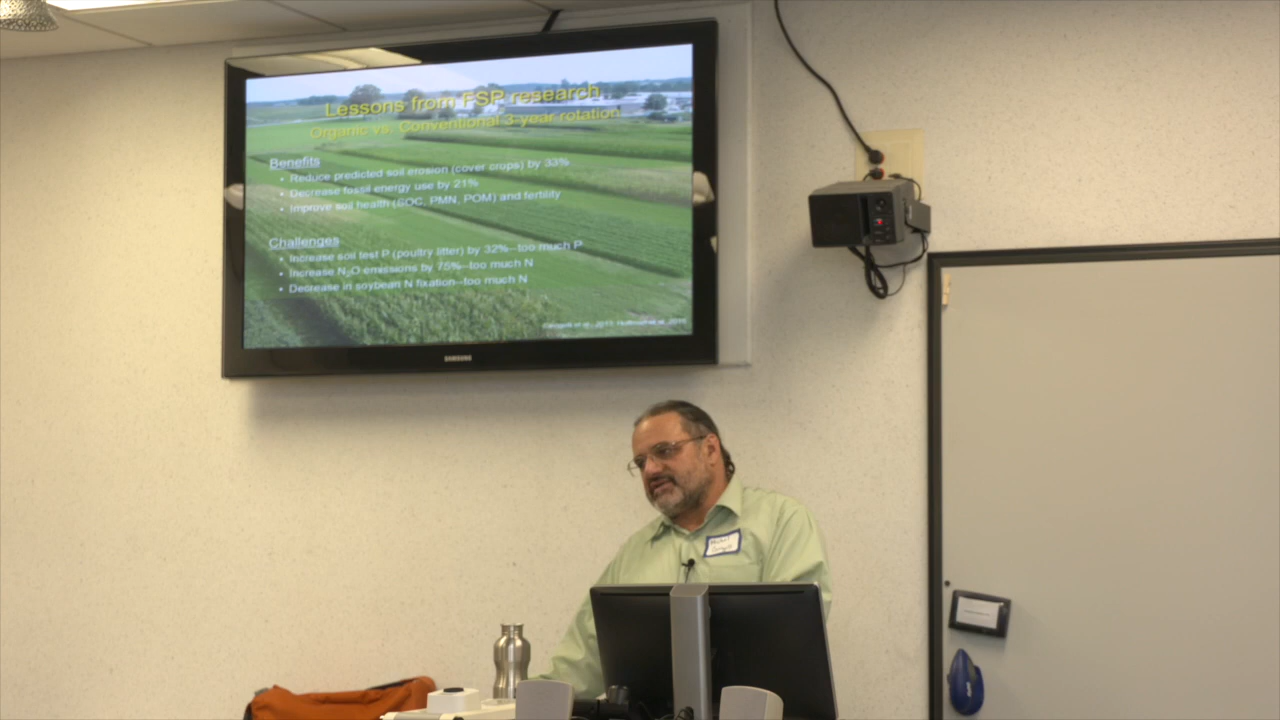 Lessons from FSP research
Organic vs. Conventional 3-year rotation
Benefits
• Reduce predicted soil erosion (cover crops) by 33%
• Decrease fossil energy use by 21%
• Improve soil health (SOC, PMN, POM) and fertility
Challenges
• Increase soil test P (poultry litter) by 32%--too much P
• Increase N₂O emissions by 75%--too much N
• Decrease in soybean N fixation--too much N
SAMSUNG